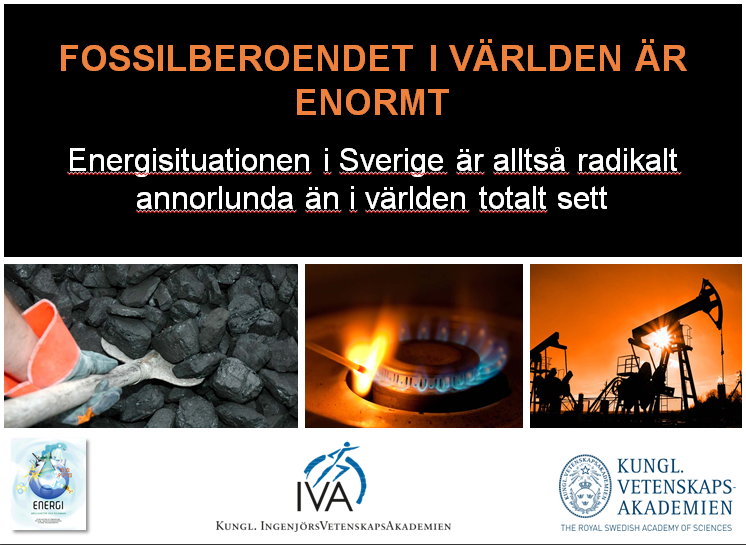 FOSSILBEROENDET I VÄRLDEN ÄR
ENORMT
Energisituationen i Sverige är alltså radikalt
annorlunda än i världen totalt sett
ENERGI
IVA
KUNGL. INGENJÖRSVETENSKAPSAKADEMIEN
KUNGL.
VETENSKAPS-
AKADEMIEN
THE ROYAL SWEDISH ACADEMY OF SCIENCES